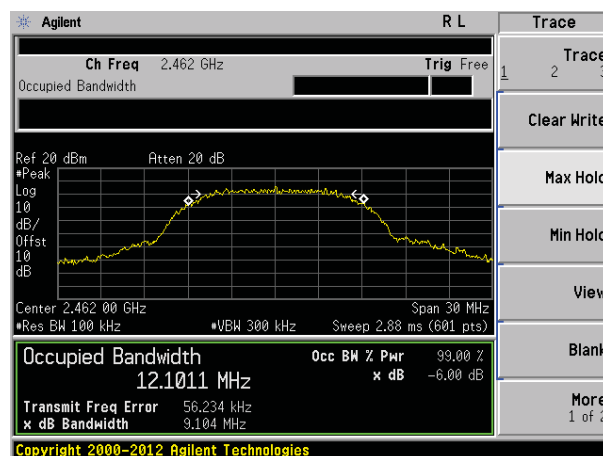 Agilent R L Trace
Ch Freq 2.462 GHz Trig Free
Occupied Bandwidth
Trace
1 2 3
Clear Write
Max Hold
Min Hold
View
Blank
More
1 of 2
Ref 20 dBm Atten 20 dB
#Peak
Log
10
dB/
Offst
10
dB
Center 2.462 00 GHz Span 30 MHz
#Res BW 100 kHz #VBW 300 kHz Sweep 2.88 ms (601 pts)
Occupied Bandwidth Occ BW % Pwr 99.00 %
12.1011 MHz x dB -6.00 dB
Transmit Freq Error 56.234 kHz
x dB Bandwidth 9.104 MHz
Copyright 2000-2012 Agilent Technologies